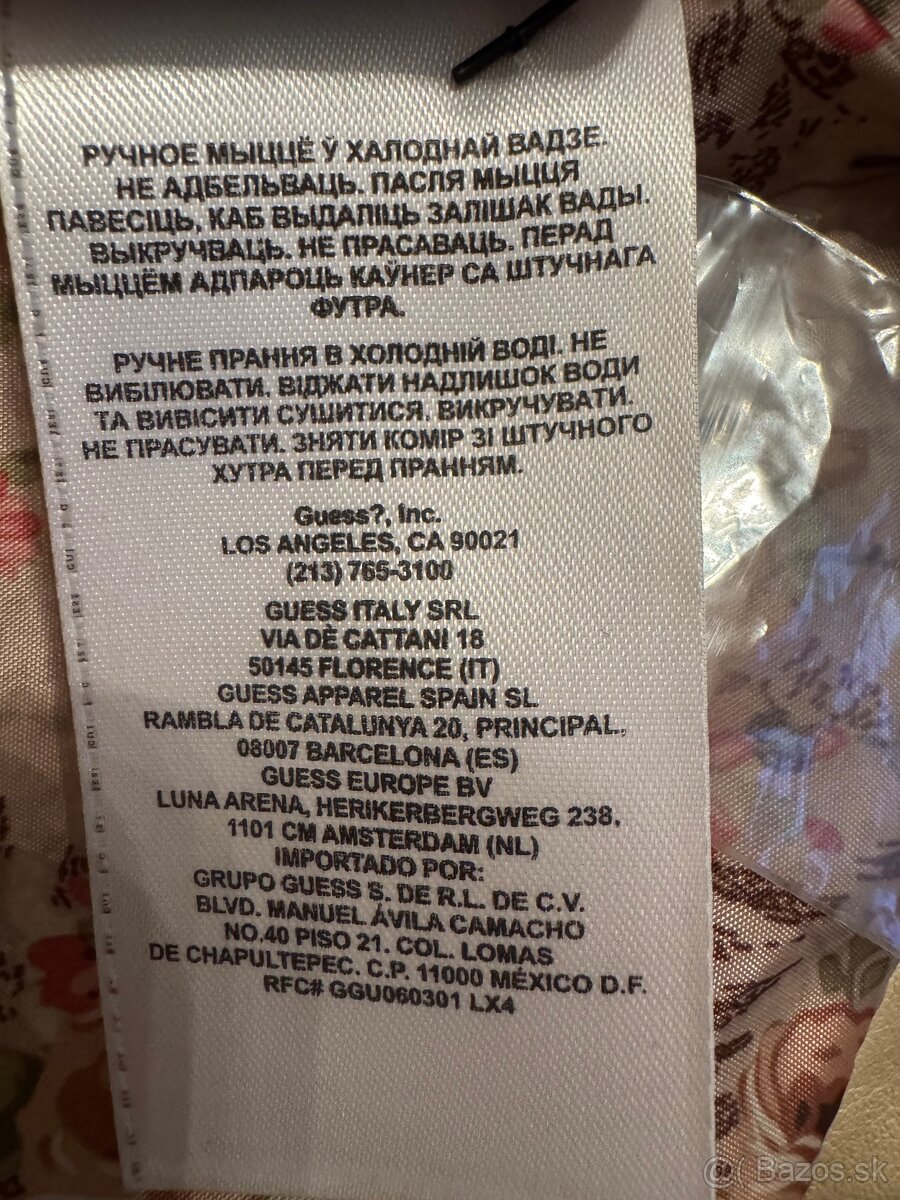 РУЧНОЕ МЫЦЦЁ Ў ХАЛОДНАЙ ВАДЗЕ.
НЕ АДБЕЛЬВАЦЬ. ПАСЛЯ МЫЦЦЯ
ПАВЕСІЦЬ, КАБ ВЫДАЛІЦЬ ЗАЛІШАК ВАДЫ.
ВЫКРУЧВАЦЬ. НЕ ПРАСАВАЦЬ. ПЕРАД
МЫЦЦЁМ АДПАРОЦЬ КАЎНЕР СА ШТУЧНАГА
ФУТРА.
РУЧНЕ ПРАННЯ В ХОЛОДНІЙ ВОДІ. НЕ
ВИБІЛЮВАТИ. ВІДЖАТИ НАДЛИШОК ВОДИ
ТА ВИВІСИТИ СУШИТИСЯ. ВИКРУЧУВАТИ.
НЕ ПРАСУВАТИ. ЗНЯТИ КОМІР ЗІ ШТУЧНОГО
ХУТРА ПЕРЕД ПРАННЯМ.
Guess?, Inc.
LOS ANGELES, CA 90021
(213) 765-3100
GUESS ITALY SRL
VIA DÈ CATTANI 18
50145 FLORENCE (IT)
GUESS APPAREL SPAIN SL
RAMBLA DE CATALUNYA 20, PRINCIPAL,
08007 BARCELONA (ES)
GUESS EUROPE BV
LUNA ARENA, HERIKERBERGWEG 238,
1101 CM AMSTERDAM (NL)
IMPORTADO POR:
GRUPO GUESS S. DE R.L. DE C.V.
BLVD. MANUEL ÁVILA CAMACHO
NO.40 PISO 21. COL. LOMAS
DE CHAPULTEPEC. C.P. 11000 MÉXICO D.F.
RFC# GGU060301 LX4
Bazos.sk